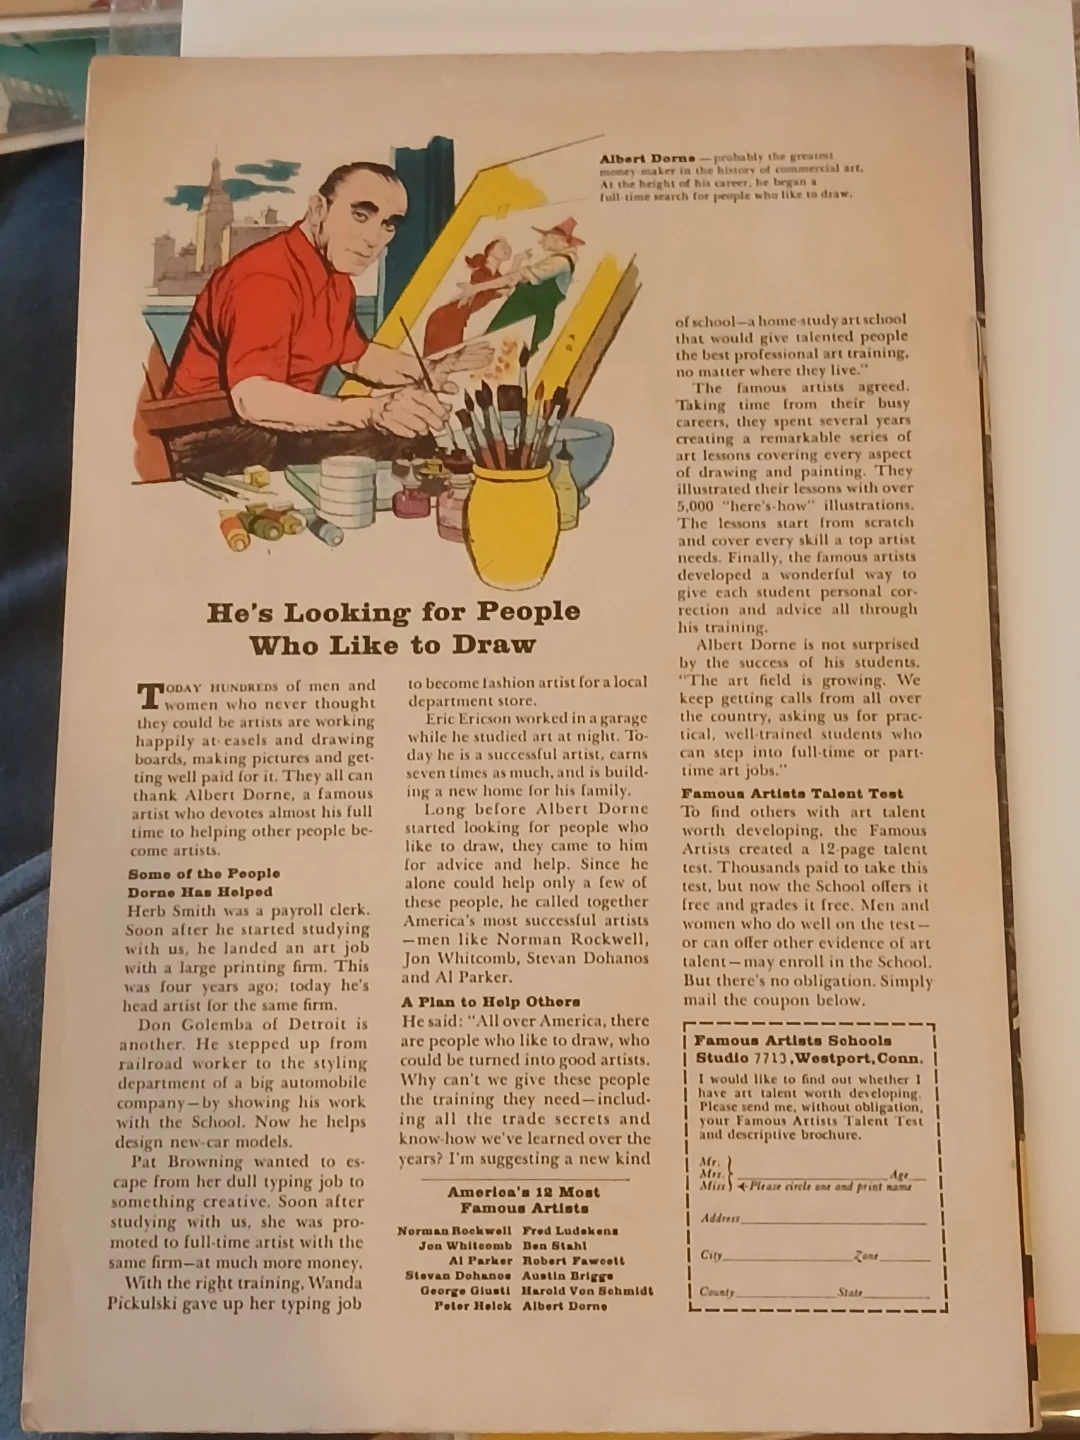 Albert Dorne — probably the greatest
money-maker in the history of commercial art.
At the height of his career, he began a
full-time search for people who like to draw.
He's Looking for People
Who Like to Draw
TODAY HUNDREDS of men and
women who never thought
they could be artists are working
happily at easels and drawing
boards, making pictures and get-
ting well paid for it. They all can
thank Albert Dorne, a famous
artist who devotes almost his full
time to helping other people be-
come artists.
Some of the People
Dorne Has Helped
Herb Smith was a payroll clerk.
Soon after he started studying
with us, he landed an art job
with a large printing firm. This
was four years ago; today he's
head artist for the same firm.
Don Golemba of Detroit is
another. He stepped up from
railroad worker to the styling
department of a big automobile
company—by showing his work
with the School. Now he helps
design new-car models.
Pat Browning wanted to es-
cape from her dull typing job to
something creative. Soon after
studying with us, she was pro-
moted to full-time artist with the
same firm—at much more money.
With the right training, Wanda
Pickulski gave up her typing job
to become fashion artist for a local
department store.
Eric Ericson worked in a garage
while he studied art at night. To-
day he is a successful artist, earns
seven times as much, and is build-
ing a new home for his family.
Long before Albert Dorne
started looking for people who
like to draw, they came to him
for advice and help. Since he
alone could help only a few of
these people, he called together
America's most successful artists
—men like Norman Rockwell,
Jon Whitcomb, Stevan Dohanos
and Al Parker.
A Plan to Help Others
He said: "All over America, there
are people who like to draw, who
could be turned into good artists.
Why can't we give these people
the training they need—includ-
ing all the trade secrets and
know-how we've learned over the
years? I'm suggesting a new kind
America's 12 Most
Famous Artists
Norman Rockwell Fred Ludekens
Jon Whitcomb Ben Stahl
Al Parker Robert Fawcett
Stevan Dohanos Austin Briggs
George Giusti Harold Von Schmidt
Peter Helck Albert Dorne
of school—a home-study art school
that would give talented people
the best professional art training,
no matter where they live."
The famous artists agreed.
Taking time from their busy
careers, they spent several years
creating a remarkable series of
art lessons covering every aspect
of drawing and painting. They
illustrated their lessons with over
5,000 "here's-how" illustrations.
The lessons start from scratch
and cover every skill a top artist
needs. Finally, the famous artists
developed a wonderful way to
give each student personal cor-
rection and advice all through
his training.
Albert Dorne is not surprised
by the success of his students.
"The art field is growing. We
keep getting calls from all over
the country, asking us for prac-
tical, well-trained students who
can step into full-time or part-
time art jobs."
Famous Artists Talent Test
To find others with art talent
worth developing, the Famous
Artists created a 12-page talent
test. Thousands paid to take this
test, but now the School offers it
free and grades it free. Men and
women who do well on the test—
or can offer other evidence of art
talent—may enroll in the School.
But there's no obligation. Simply
mail the coupon below.
Famous Artists Schools
Studio 7713, Westport, Conn.
I would like to find out whether I
have art talent worth developing.
Please send me, without obligation,
your Famous Artists Talent Test
and descriptive brochure.
Mr.
Mrs. Age
Miss Please circle one and print name
Address
City Zone
County State